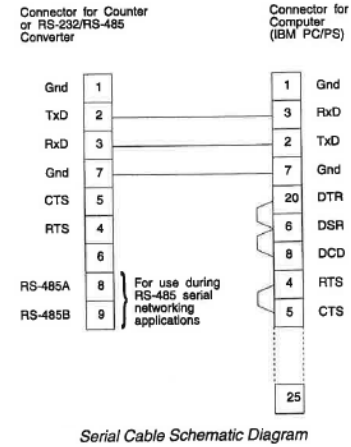 Connector for Counter
or RS-232/RS-485
Converter
Connector for
Computer
(IBM PC/PS)
Gnd 1
1 Gnd
TxD 2
3 RxD
RxD 3
2 TxD
Gnd 7
7 Gnd
CTS 5
20 DTR
RTS 4
6 DSR
6
8 DCD
RS-485A 8
4 RTS
RS-485B 9
5 CTS
For use during
RS-485 serial
networking
applications
25
Serial Cable Schematic Diagram